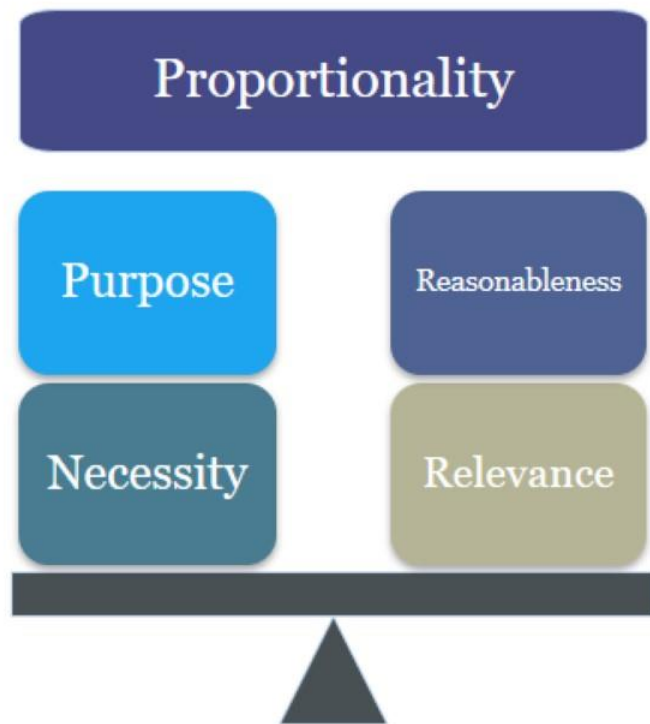 Proportionality
Purpose
Reasonableness
Necessity
Relevance